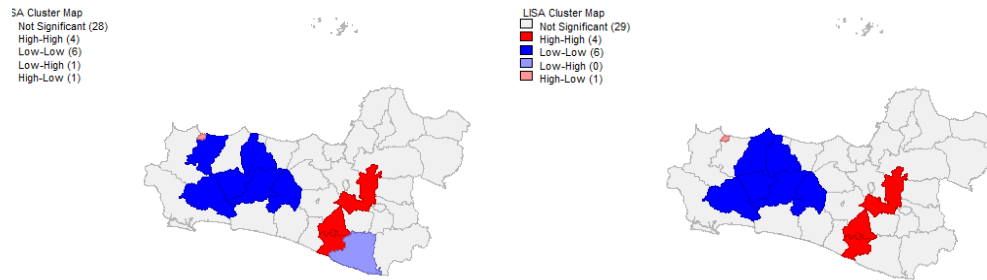 SA Cluster Map
Not Significant (28)
High-High (4)
Low-Low (6)
Low-High (1)
High-Low (1)
LISA Cluster Map
Not Significant (29)
High-High (4)
Low-Low (6)
Low-High (0)
High-Low (1)